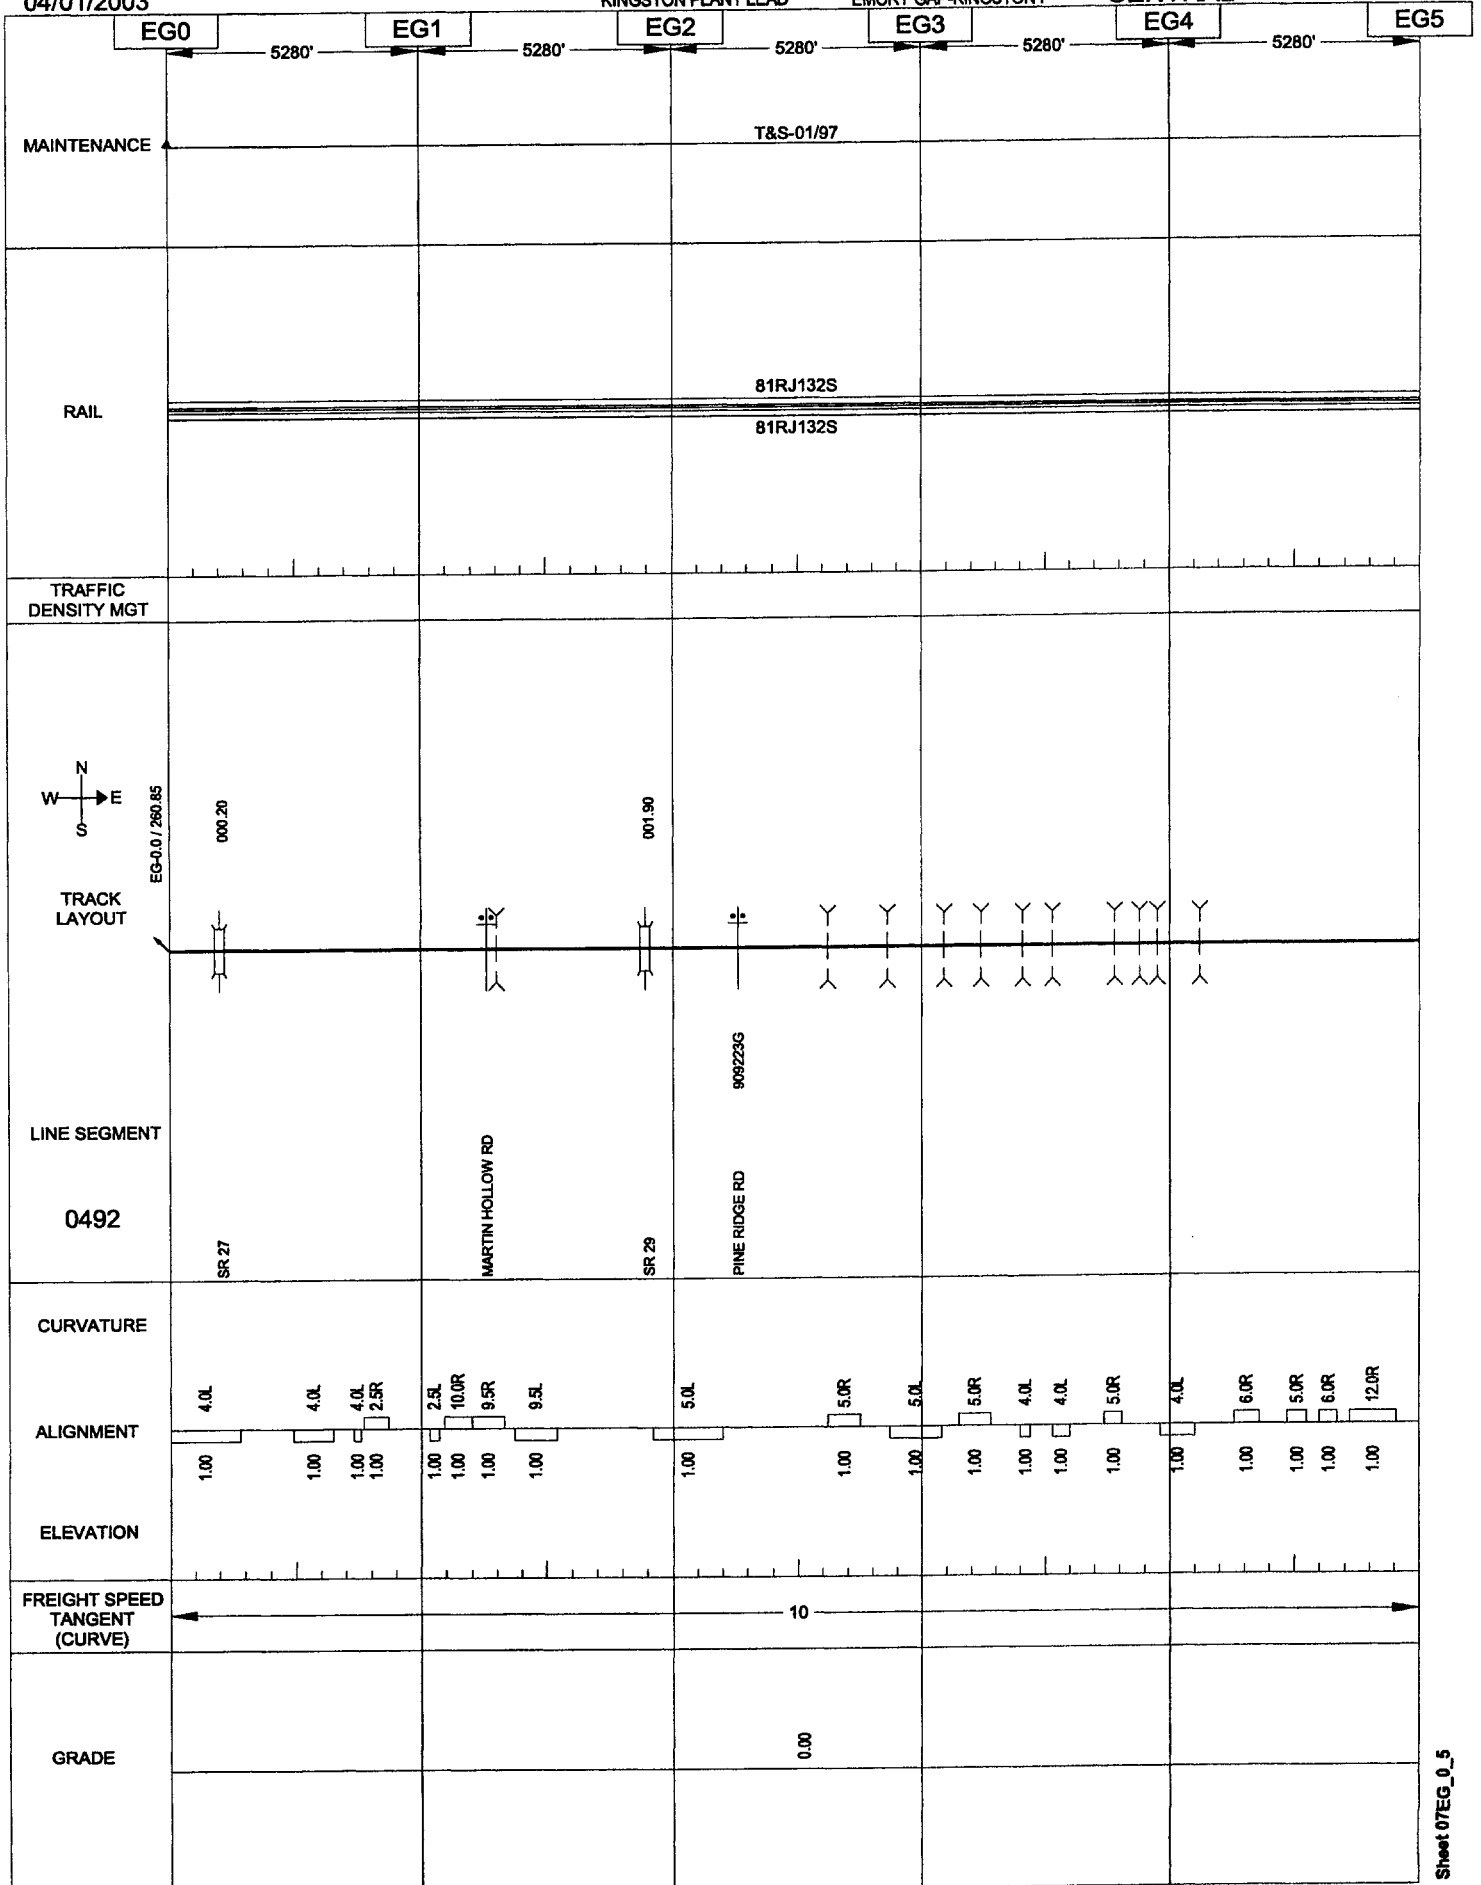 04/01/2003
KINGSTON PLANT LEAD
EMORY GAP-KINGSTON
CENTRAL
EG0 EG1 EG2 EG3 EG4 EG5
5280' 5280' 5280' 5280' 5280'
MAINTENANCE
T&S-01/97
RAIL
81RJ132S
81RJ132S
TRAFFIC
DENSITY MGT
N
W E
S
EG-0.0 / 260.85
000.20
001.90
TRACK
LAYOUT
909223G
LINE SEGMENT
0492
SR 27
MARTIN HOLLOW RD
SR 29
PINE RIDGE RD
CURVATURE
4.0L 4.0L 4.0L 2.5R 2.5L 10.0R 9.5R 9.5L 5.0L 5.0R 5.0L 5.0R 4.0L 4.0L 5.0R 4.0L 6.0R 5.0R 6.0R 12.0R
ALIGNMENT
1.00 1.00 1.00 1.00 1.00 1.00 1.00 1.00 1.00 1.00 1.00 1.00 1.00 1.00 1.00 1.00 1.00 1.00 1.00 1.00
ELEVATION
FREIGHT SPEED
TANGENT
(CURVE)
10
GRADE
0.00
Sheet 07EG_0_5